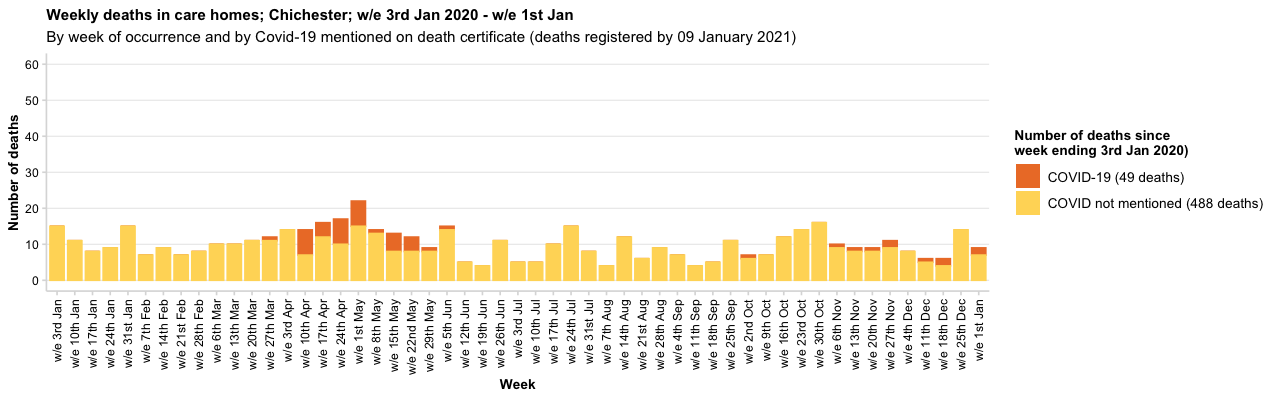 Weekly deaths in care homes; Chichester; w/e 3rd Jan 2020 - w/e 1st Jan
By week of occurrence and by Covid-19 mentioned on death certificate (deaths registered by 09 January 2021)
Number of deaths
60
50
40
30
20
10
0
w/e 3rd Jan
w/e 10th Jan
w/e 17th Jan
w/e 24th Jan
w/e 31st Jan
w/e 7th Feb
w/e 14th Feb
w/e 21st Feb
w/e 28th Feb
w/e 6th Mar
w/e 13th Mar
w/e 20th Mar
w/e 27th Mar
w/e 3rd Apr
w/e 10th Apr
w/e 17th Apr
w/e 24th Apr
w/e 1st May
w/e 8th May
w/e 15th May
w/e 22nd May
w/e 29th May
w/e 5th Jun
w/e 12th Jun
w/e 19th Jun
w/e 26th Jun
w/e 3rd Jul
w/e 10th Jul
w/e 17th Jul
w/e 24th Jul
w/e 31st Jul
w/e 7th Aug
w/e 14th Aug
w/e 21st Aug
w/e 28th Aug
w/e 4th Sep
w/e 11th Sep
w/e 18th Sep
w/e 25th Sep
w/e 2nd Oct
w/e 9th Oct
w/e 16th Oct
w/e 23rd Oct
w/e 30th Oct
w/e 6th Nov
w/e 13th Nov
w/e 20th Nov
w/e 27th Nov
w/e 4th Dec
w/e 11th Dec
w/e 18th Dec
w/e 25th Dec
w/e 1st Jan
Week
Number of deaths since
week ending 3rd Jan 2020)
COVID-19 (49 deaths)
COVID not mentioned (488 deaths)